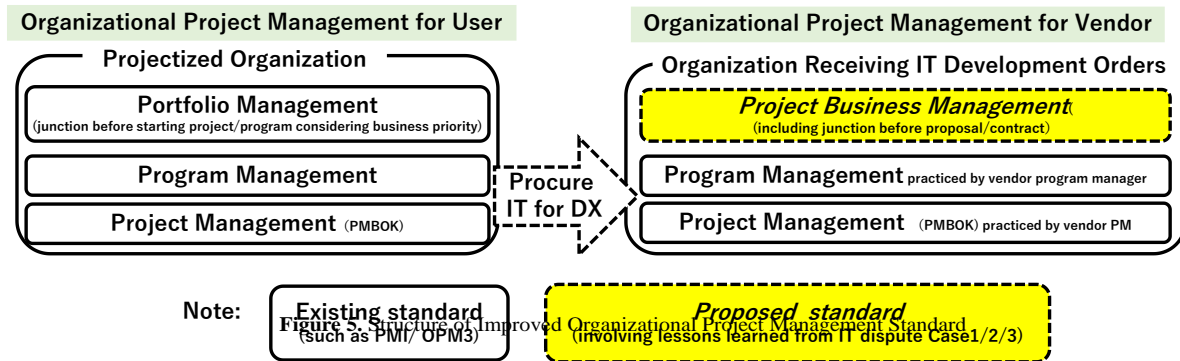 Organizational Project Management for User
Organizational Project Management for Vendor
Projectized Organization
Organization Receiving IT Development Orders
Portfolio Management
(junction before starting project/program considering business priority)
Project Business Management(
(including junction before proposal/contract)
Program Management
Procure
IT for DX
Program Management practiced by vendor program manager
Project Management (PMBOK)
Project Management (PMBOK) practiced by vendor PM
Note:
Existing standard
(such as PMI/ OPM3)
Proposed standard
(involving lessons learned from IT dispute Case1/2/3)
Figure 5. Structure of Improved Organizational Project Management Standard